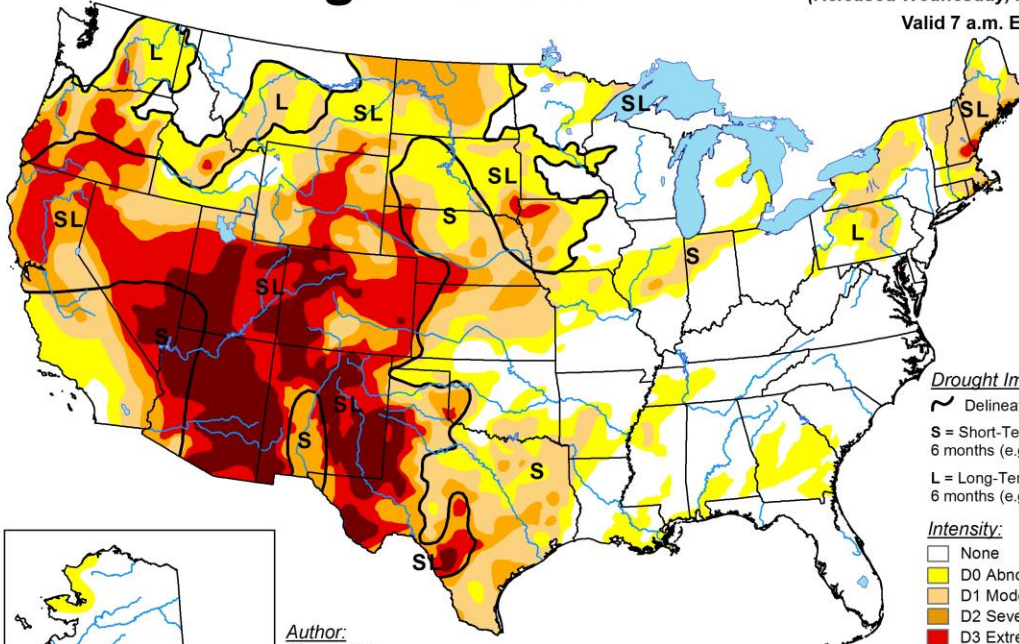 Valid 7 a.m. E
L
L
SL
SL
SL
SL
SL
S
L
S
SL
S
SL
S
S
SL
Drought Im
Delinea
S = Short-Te
6 months (e.g
L = Long-Ter
6 months (e.g
Intensity:
None
D0 Abno
D1 Mode
D2 Seve
D3 Extre
Author: